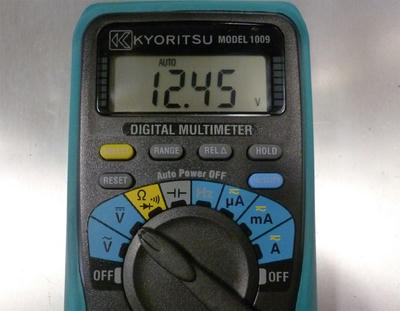 KYORITSU MODEL 1009
AUTO
12.45 V
DIGITAL MULTIMETER
RANGE REL△ HOLD
RESET Auto Power OFF
Ω Hz μA
V mA
Ṽ A
OFF OFF